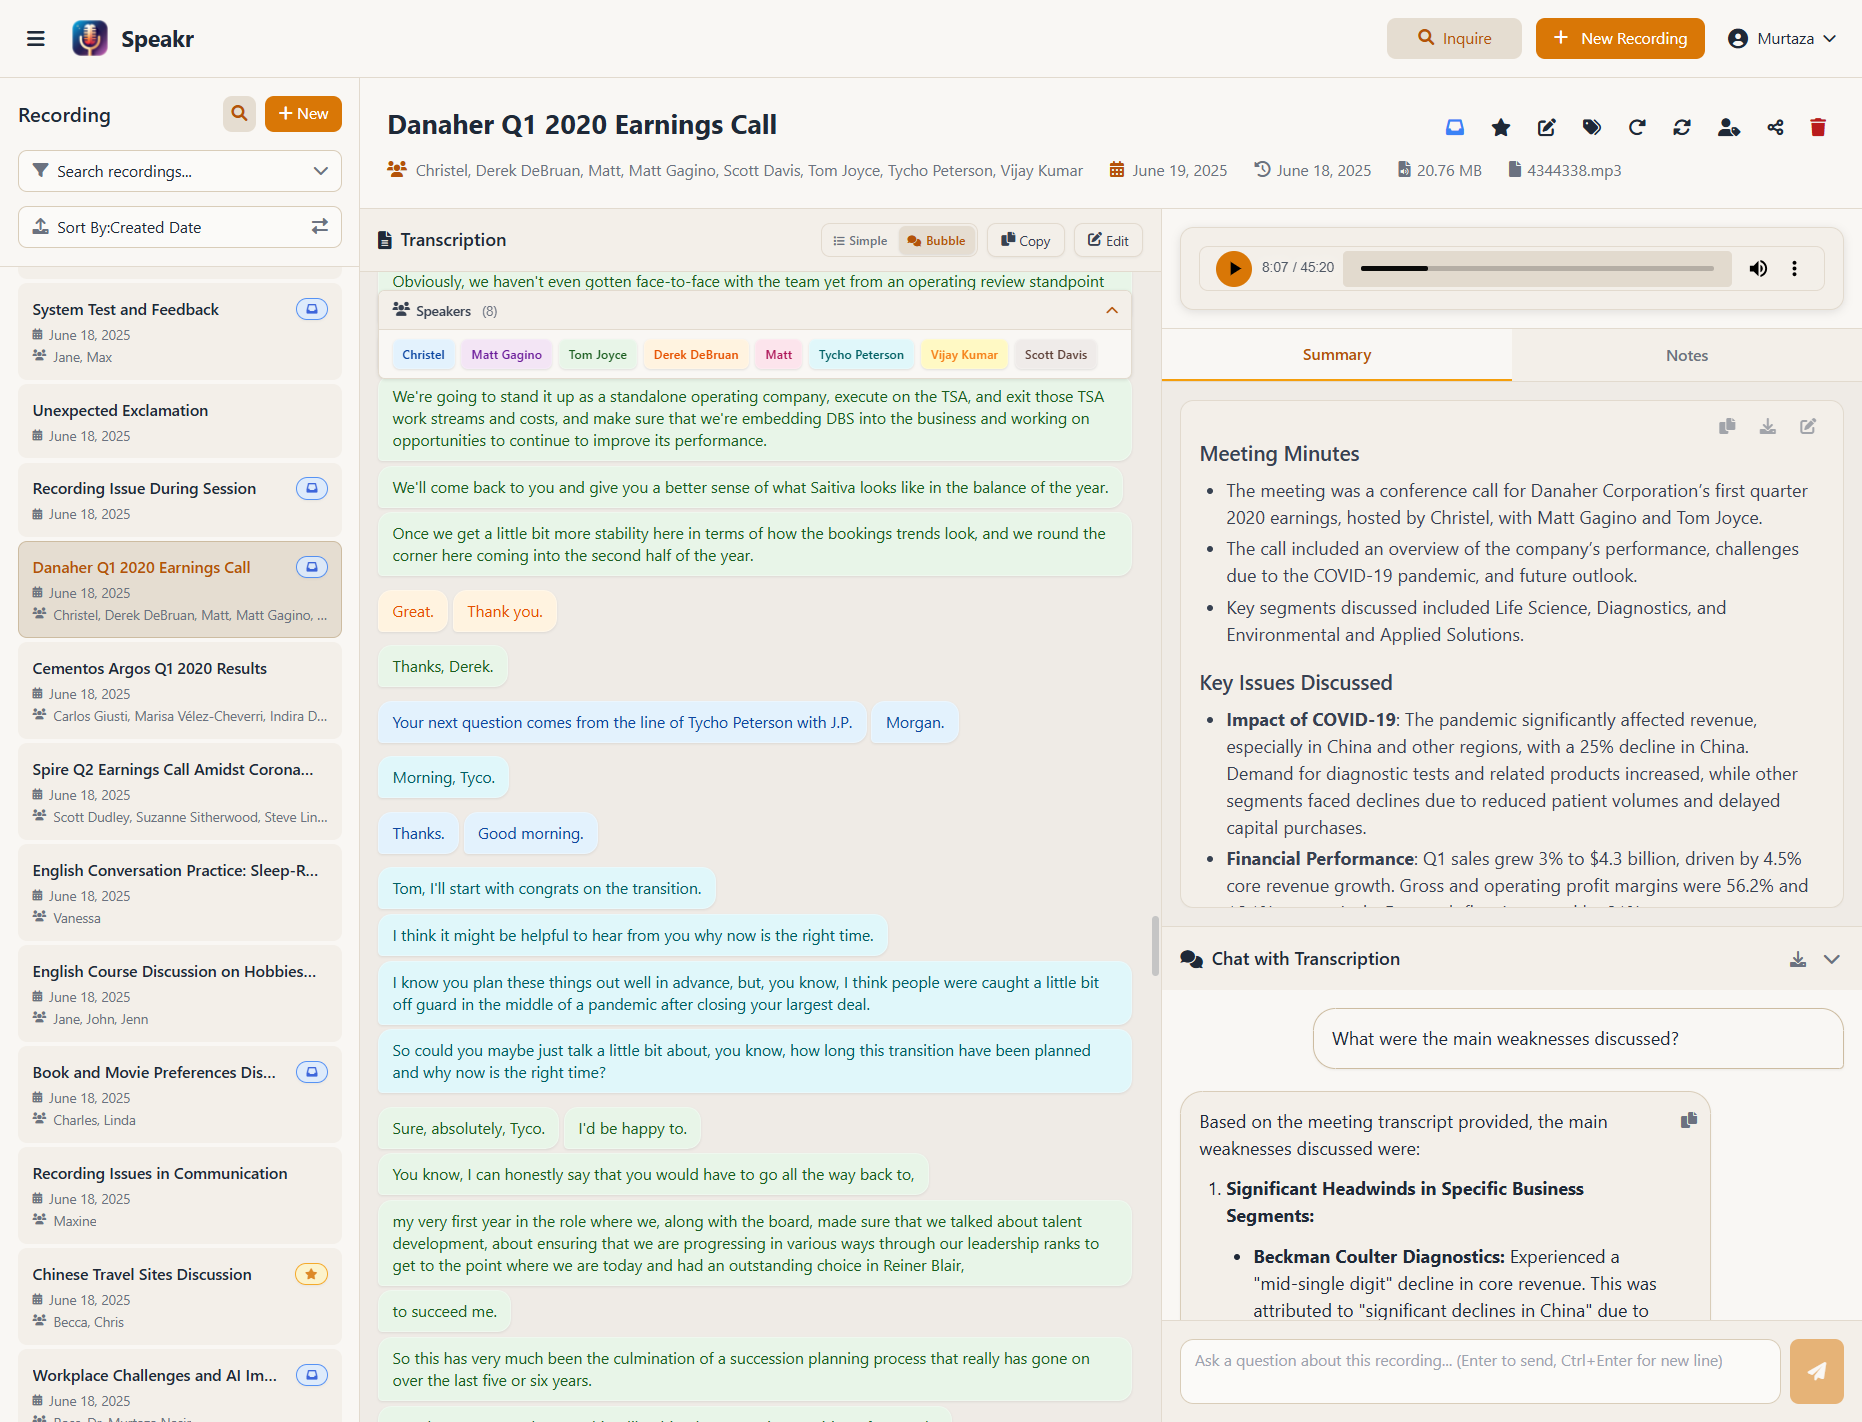 Speakr
Inquire
New Recording
Murtaza
Recording
New
Search recordings...
Sort By:Created Date
System Test and Feedback
June 18, 2025
Jane, Max
Unexpected Exclamation
June 18, 2025
Recording Issue During Session
June 18, 2025
Danaher Q1 2020 Earnings Call
June 18, 2025
Christel, Derek DeBruan, Matt, Matt Gagino, ...
Cementos Argos Q1 2020 Results
June 18, 2025
Carlos Giusti, Marisa Vélez-Cheverri, Indira D...
Spire Q2 Earnings Call Amidst Corona...
June 18, 2025
Scott Dudley, Suzanne Sitherwood, Steve Lin...
English Conversation Practice: Sleep-R...
June 18, 2025
Vanessa
English Course Discussion on Hobbies...
June 18, 2025
Jane, John, Jenn
Book and Movie Preferences Dis...
June 18, 2025
Charles, Linda
Recording Issues in Communication
June 18, 2025
Maxine
Chinese Travel Sites Discussion
June 18, 2025
Becca, Chris
Workplace Challenges and AI Im...
June 18, 2025
Danaher Q1 2020 Earnings Call
Christel, Derek DeBruan, Matt, Matt Gagino, Scott Davis, Tom Joyce, Tycho Peterson, Vijay Kumar
June 19, 2025
June 18, 2025
20.76 MB
4344338.mp3
Transcription
Simple
Bubble
Copy
Edit
Obviously, we haven't even gotten face-to-face with the team yet from an operating review standpoint
Speakers (8)
Christel
Matt Gagino
Tom Joyce
Derek DeBruan
Matt
Tycho Peterson
Vijay Kumar
Scott Davis
We're going to stand it up as a standalone operating company, execute on the TSA, and exit those TSA
work streams and costs, and make sure that we're embedding DBS into the business and working on
opportunities to continue to improve its performance.
We'll come back to you and give you a better sense of what Saitiva looks like in the balance of the year.
Once we get a little bit more stability here in terms of how the bookings trends look, and we round the
corner here coming into the second half of the year.
Great.
Thank you.
Thanks, Derek.
Your next question comes from the line of Tycho Peterson with J.P.
Morgan.
Morning, Tyco.
Thanks.
Good morning.
Tom, I'll start with congrats on the transition.
I think it might be helpful to hear from you why now is the right time.
I know you plan these things out well in advance, but, you know, I think people were caught a little bit
off guard in the middle of a pandemic after closing your largest deal.
So could you maybe just talk a little bit about, you know, how long this transition have been planned
and why now is the right time?
Sure, absolutely, Tyco.
I'd be happy to.
You know, I can honestly say that you would have to go all the way back to,
my very first year in the role where we, along with the board, made sure that we talked about talent
development, about ensuring that we are progressing in various ways through our leadership ranks to
get to the point where we are today and had an outstanding choice in Reiner Blair,
to succeed me.
So this has very much been the culmination of a succession planning process that really has gone on
over the last five or six years.
8:07 / 45:20
Summary
Notes
Meeting Minutes
• The meeting was a conference call for Danaher Corporation's first quarter
2020 earnings, hosted by Christel, with Matt Gagino and Tom Joyce.
• The call included an overview of the company's performance, challenges
due to the COVID-19 pandemic, and future outlook.
• Key segments discussed included Life Science, Diagnostics, and
Environmental and Applied Solutions.
Key Issues Discussed
• Impact of COVID-19: The pandemic significantly affected revenue,
especially in China and other regions, with a 25% decline in China.
Demand for diagnostic tests and related products increased, while other
segments faced declines due to reduced patient volumes and delayed
capital purchases.
• Financial Performance: Q1 sales grew 3% to $4.3 billion, driven by 4.5%
core revenue growth. Gross and operating profit margins were 56.2% and
Chat with Transcription
What were the main weaknesses discussed?
Based on the meeting transcript provided, the main
weaknesses discussed were:
1. Significant Headwinds in Specific Business
Segments:
• Beckman Coulter Diagnostics: Experienced a
"mid-single digit" decline in core revenue. This was
attributed to "significant declines in China" due to
Ask a question about this recording... (Enter to send, Ctrl+Enter for new line)